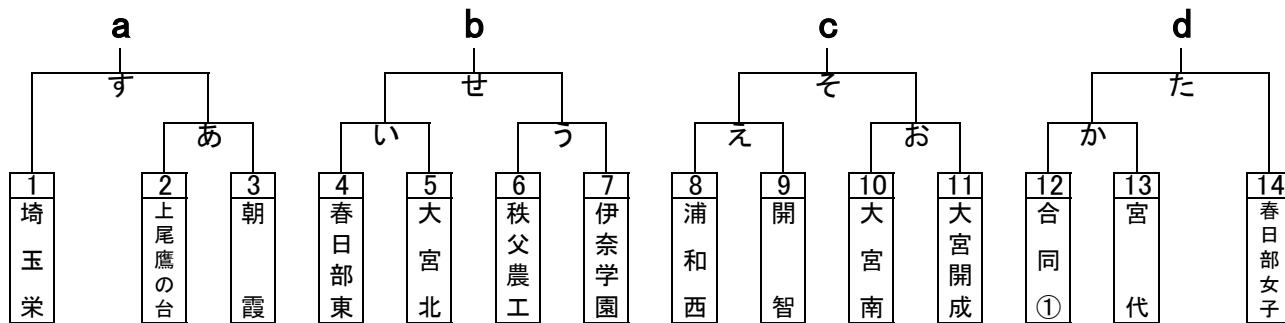 a b c d
す せ そ た
あ い う え お か
1 2 3 4 5 6 7 8 9 10 11 12 13 14
埼玉栄
上尾鷹の台
朝霞
春日部東
大宮北
秩父農工
伊奈学園
浦和西
開智
大宮南
大宮開成
合同①
宮代
春日部女子